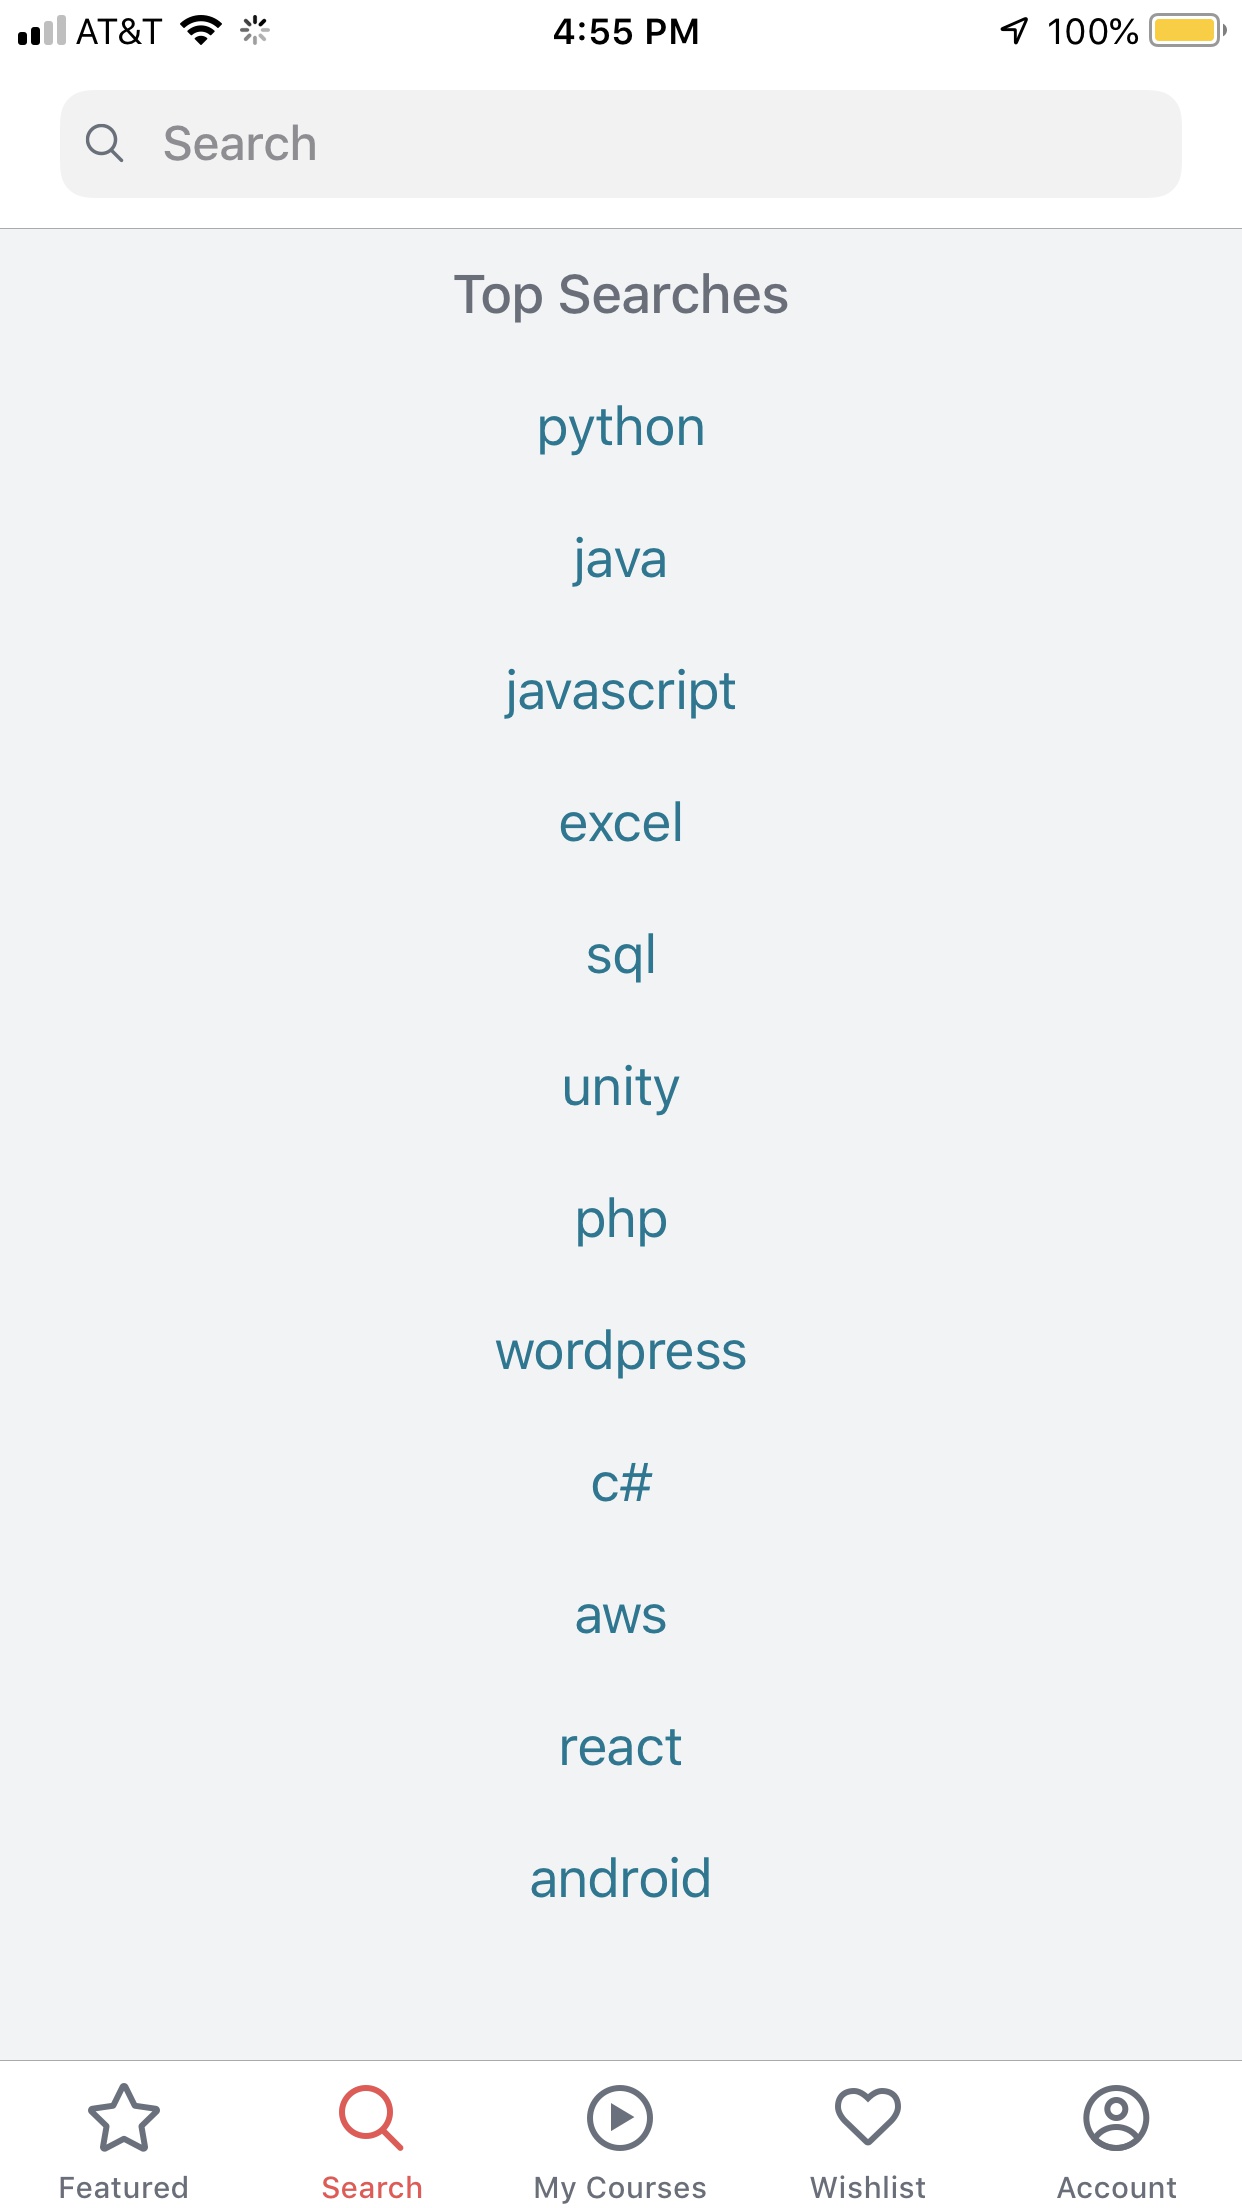 AT&T 4:55 PM 100%
Search
Top Searches
python
java
javascript
excel
sql
unity
php
wordpress
c#
aws
react
android
Featured Search My Courses Wishlist Account